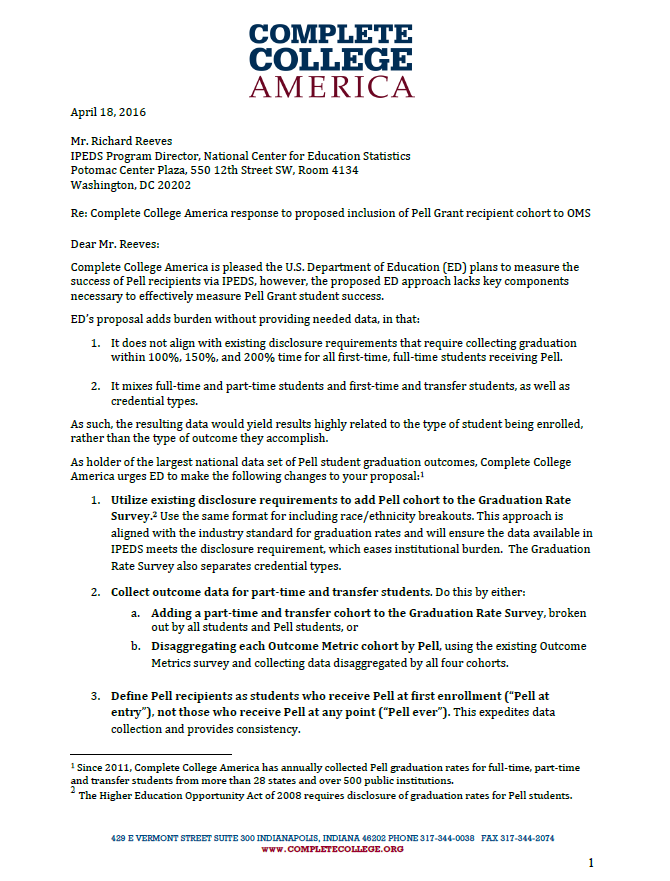 COMPLETE
COLLEGE
AMERICA
April 18, 2016
Mr. Richard Reeves
IPEDS Program Director, National Center for Education Statistics
Potomac Center Plaza, 550 12th Street SW, Room 4134
Washington, DC 20202
Re: Complete College America response to proposed inclusion of Pell Grant recipient cohort to OMS
Dear Mr. Reeves:
Complete College America is pleased the U.S. Department of Education (ED) plans to measure the
success of Pell recipients via IPEDS, however, the proposed ED approach lacks key components
necessary to effectively measure Pell Grant student success.
ED's proposal adds burden without providing needed data, in that:
1. It does not align with existing disclosure requirements that require collecting graduation
within 100%, 150%, and 200% time for all first-time, full-time students receiving Pell.
2. It mixes full-time and part-time students and first-time and transfer students, as well as
credential types.
As such, the resulting data would yield results highly related to the type of student being enrolled,
rather than the type of outcome they accomplish.
As holder of the largest national data set of Pell student graduation outcomes, Complete College
America urges ED to make the following changes to your proposal:¹
1. Utilize existing disclosure requirements to add Pell cohort to the Graduation Rate
Survey.² Use the same format for including race/ethnicity breakouts. This approach is
aligned with the industry standard for graduation rates and will ensure the data available in
IPEDS meets the disclosure requirement, which eases institutional burden.  The Graduation
Rate Survey also separates credential types.
2. Collect outcome data for part-time and transfer students. Do this by either:
a. Adding a part-time and transfer cohort to the Graduation Rate Survey, broken
out by all students and Pell students, or
b. Disaggregating each Outcome Metric cohort by Pell, using the existing Outcome
Metrics survey and collecting data disaggregated by all four cohorts.
3. Define Pell recipients as students who receive Pell at first enrollment ("Pell at
entry"), not those who receive Pell at any point ("Pell ever"). This expedites data
collection and provides consistency.
¹ Since 2011, Complete College America has annually collected Pell graduation rates for full-time, part-time
and transfer students from more than 28 states and over 500 public institutions.
² The Higher Education Opportunity Act of 2008 requires disclosure of graduation rates for Pell students.
429 E VERMONT STREET SUITE 300 INDIANAPOLIS, INDIANA 46202 PHONE 317-344-0038 FAX 317-344-2074
WWW.COMPLETECOLLEGE.ORG
1